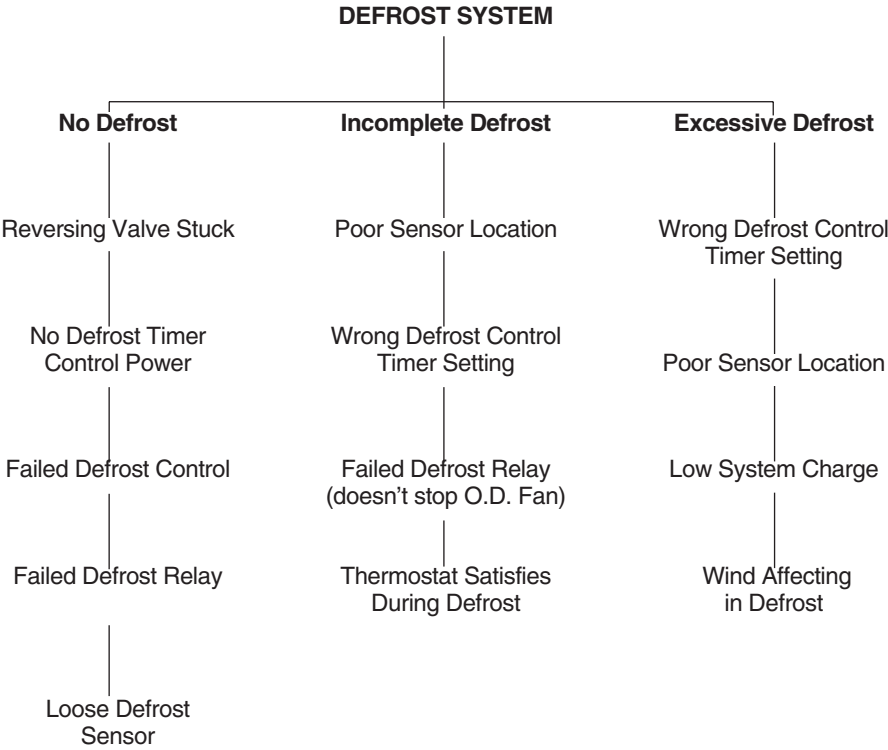 DEFROST SYSTEM
No Defrost
Reversing Valve Stuck
No Defrost Timer
Control Power
Failed Defrost Control
Failed Defrost Relay
Loose Defrost
Sensor
Incomplete Defrost
Poor Sensor Location
Wrong Defrost Control
Timer Setting
Failed Defrost Relay
(doesn't stop O.D. Fan)
Thermostat Satisfies
During Defrost
Excessive Defrost
Wrong Defrost Control
Timer Setting
Poor Sensor Location
Low System Charge
Wind Affecting
in Defrost